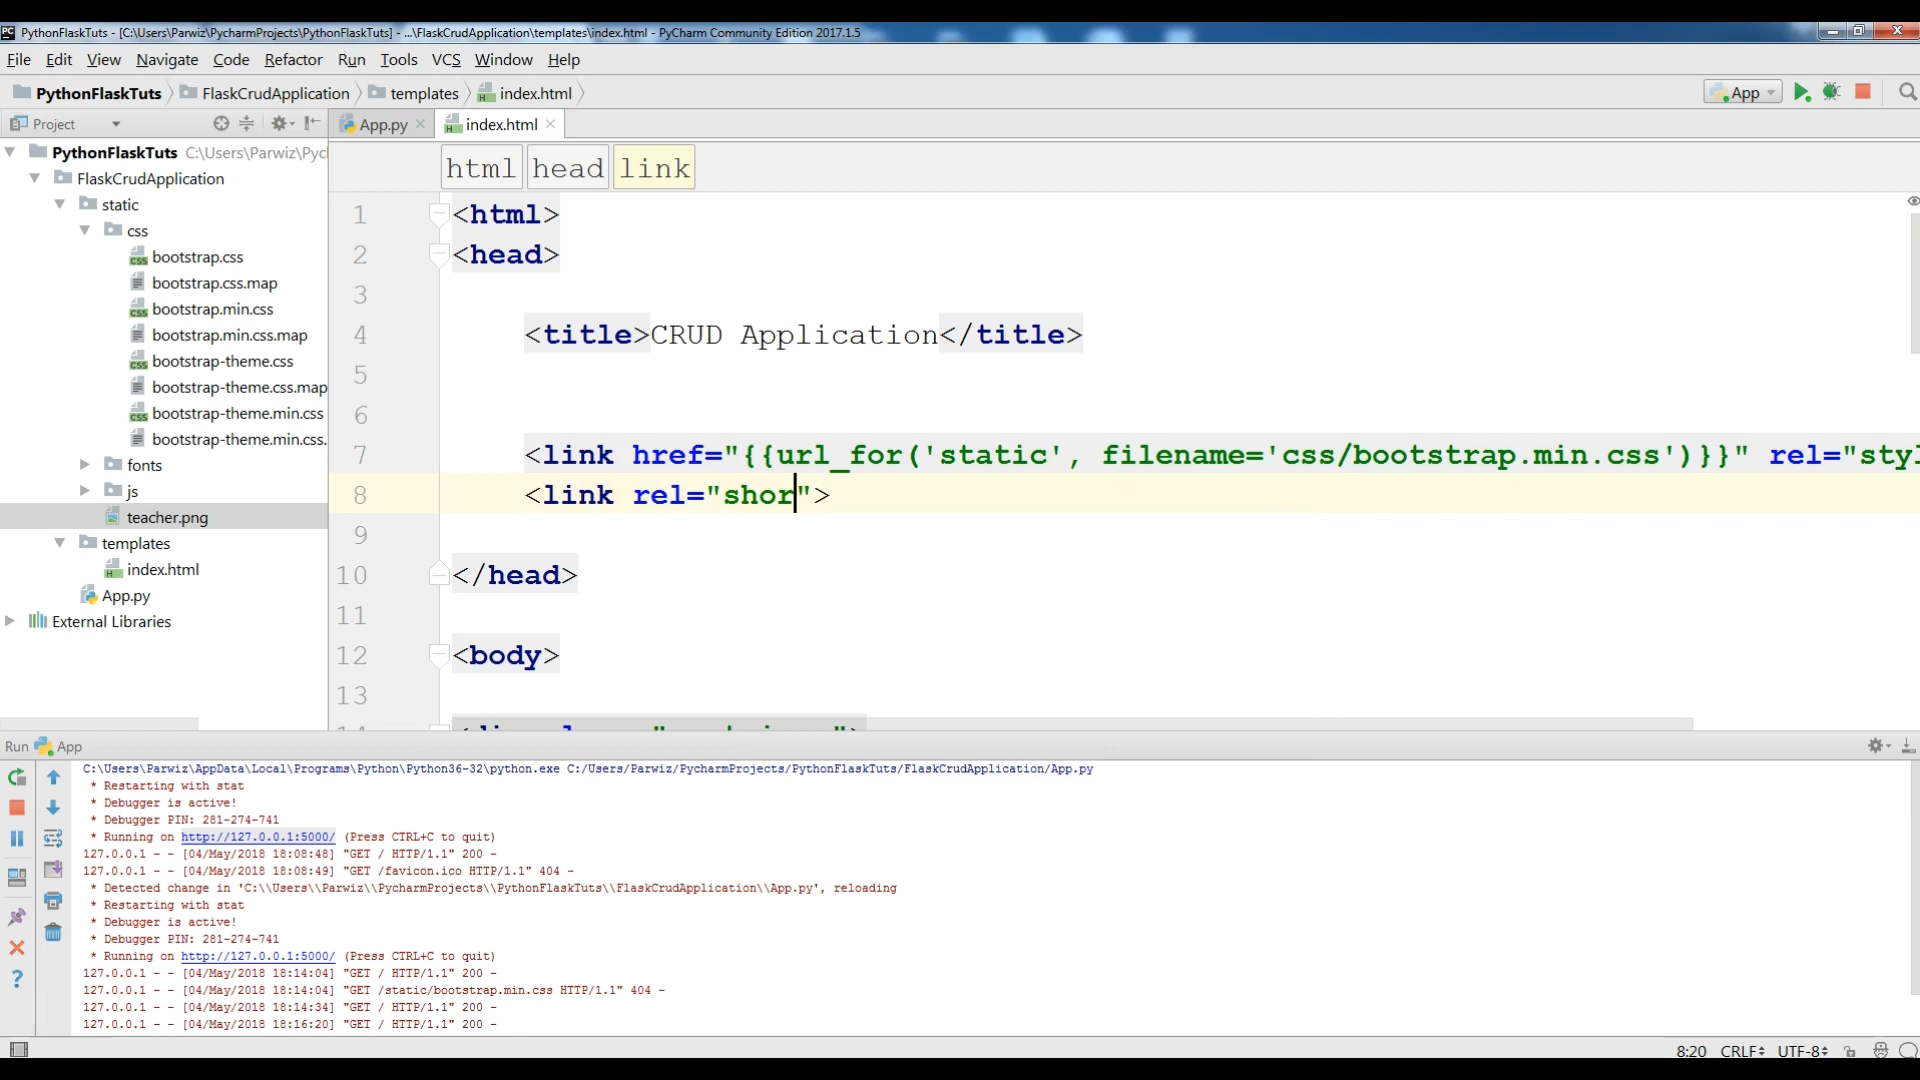 PythonFlaskTuts - [C:\Users\Parwiz\PycharmProjects\PythonFlaskTuts] - ...\FlaskCrudApplication\templates\index.html - PyCharm Community Edition 2017.1.5
File Edit View Navigate Code Refactor Run Tools VCS Window Help
PythonFlaskTuts FlaskCrudApplication templates index.html App
Project App.py index.html
PythonFlaskTuts C:\Users\Parwiz\Pyc
FlaskCrudApplication
static
css
bootstrap.css
bootstrap.css.map
bootstrap.min.css
bootstrap.min.css.map
bootstrap-theme.css
bootstrap-theme.css.map
bootstrap-theme.min.css
bootstrap-theme.min.css.
fonts
js
teacher.png
templates
index.html
App.py
External Libraries
html head link
1 <html>
2 <head>
3
4 <title>CRUD Application</title>
5
6
7 <link href="{{url_for('static', filename='css/bootstrap.min.css')}}" rel="styl
8 <link rel="shor">
9
10 </head>
11
12 <body>
13
Run App
C:\Users\Parwiz\AppData\Local\Programs\Python\Python36-32\python.exe C:/Users/Parwiz/PycharmProjects/PythonFlaskTuts/FlaskCrudApplication/App.py
* Restarting with stat
* Debugger is active!
* Debugger PIN: 281-274-741
* Running on http://127.0.0.1:5000/ (Press CTRL+C to quit)
127.0.0.1 - - [04/May/2018 18:08:48] "GET / HTTP/1.1" 200 -
127.0.0.1 - - [04/May/2018 18:08:49] "GET /favicon.ico HTTP/1.1" 404 -
* Detected change in 'C:\\Users\\Parwiz\\PycharmProjects\\PythonFlaskTuts\\FlaskCrudApplication\\App.py', reloading
* Restarting with stat
* Debugger is active!
* Debugger PIN: 281-274-741
* Running on http://127.0.0.1:5000/ (Press CTRL+C to quit)
127.0.0.1 - - [04/May/2018 18:14:04] "GET / HTTP/1.1" 200 -
127.0.0.1 - - [04/May/2018 18:14:04] "GET /static/bootstrap.min.css HTTP/1.1" 404 -
127.0.0.1 - - [04/May/2018 18:14:34] "GET / HTTP/1.1" 200 -
127.0.0.1 - - [04/May/2018 18:16:20] "GET / HTTP/1.1" 200 -
8:20 CRLF UTF-8